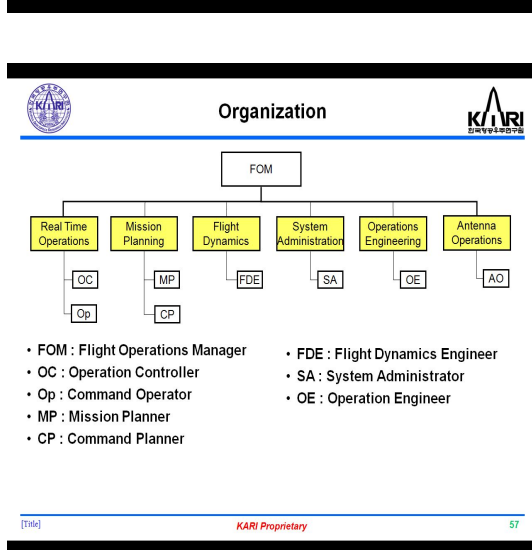 KARI
Organization
KARI
한국항공우주연구원
FOM
Real Time
Operations
Mission
Planning
Flight
Dynamics
System
Administration
Operations
Engineering
Antenna
Operations
OC
MP
FDE
SA
OE
AO
Op
CP
• FOM : Flight Operations Manager
• OC : Operation Controller
• Op : Command Operator
• MP : Mission Planner
• CP : Command Planner
• FDE : Flight Dynamics Engineer
• SA : System Administrator
• OE : Operation Engineer
[Title]
KARI Proprietary
57